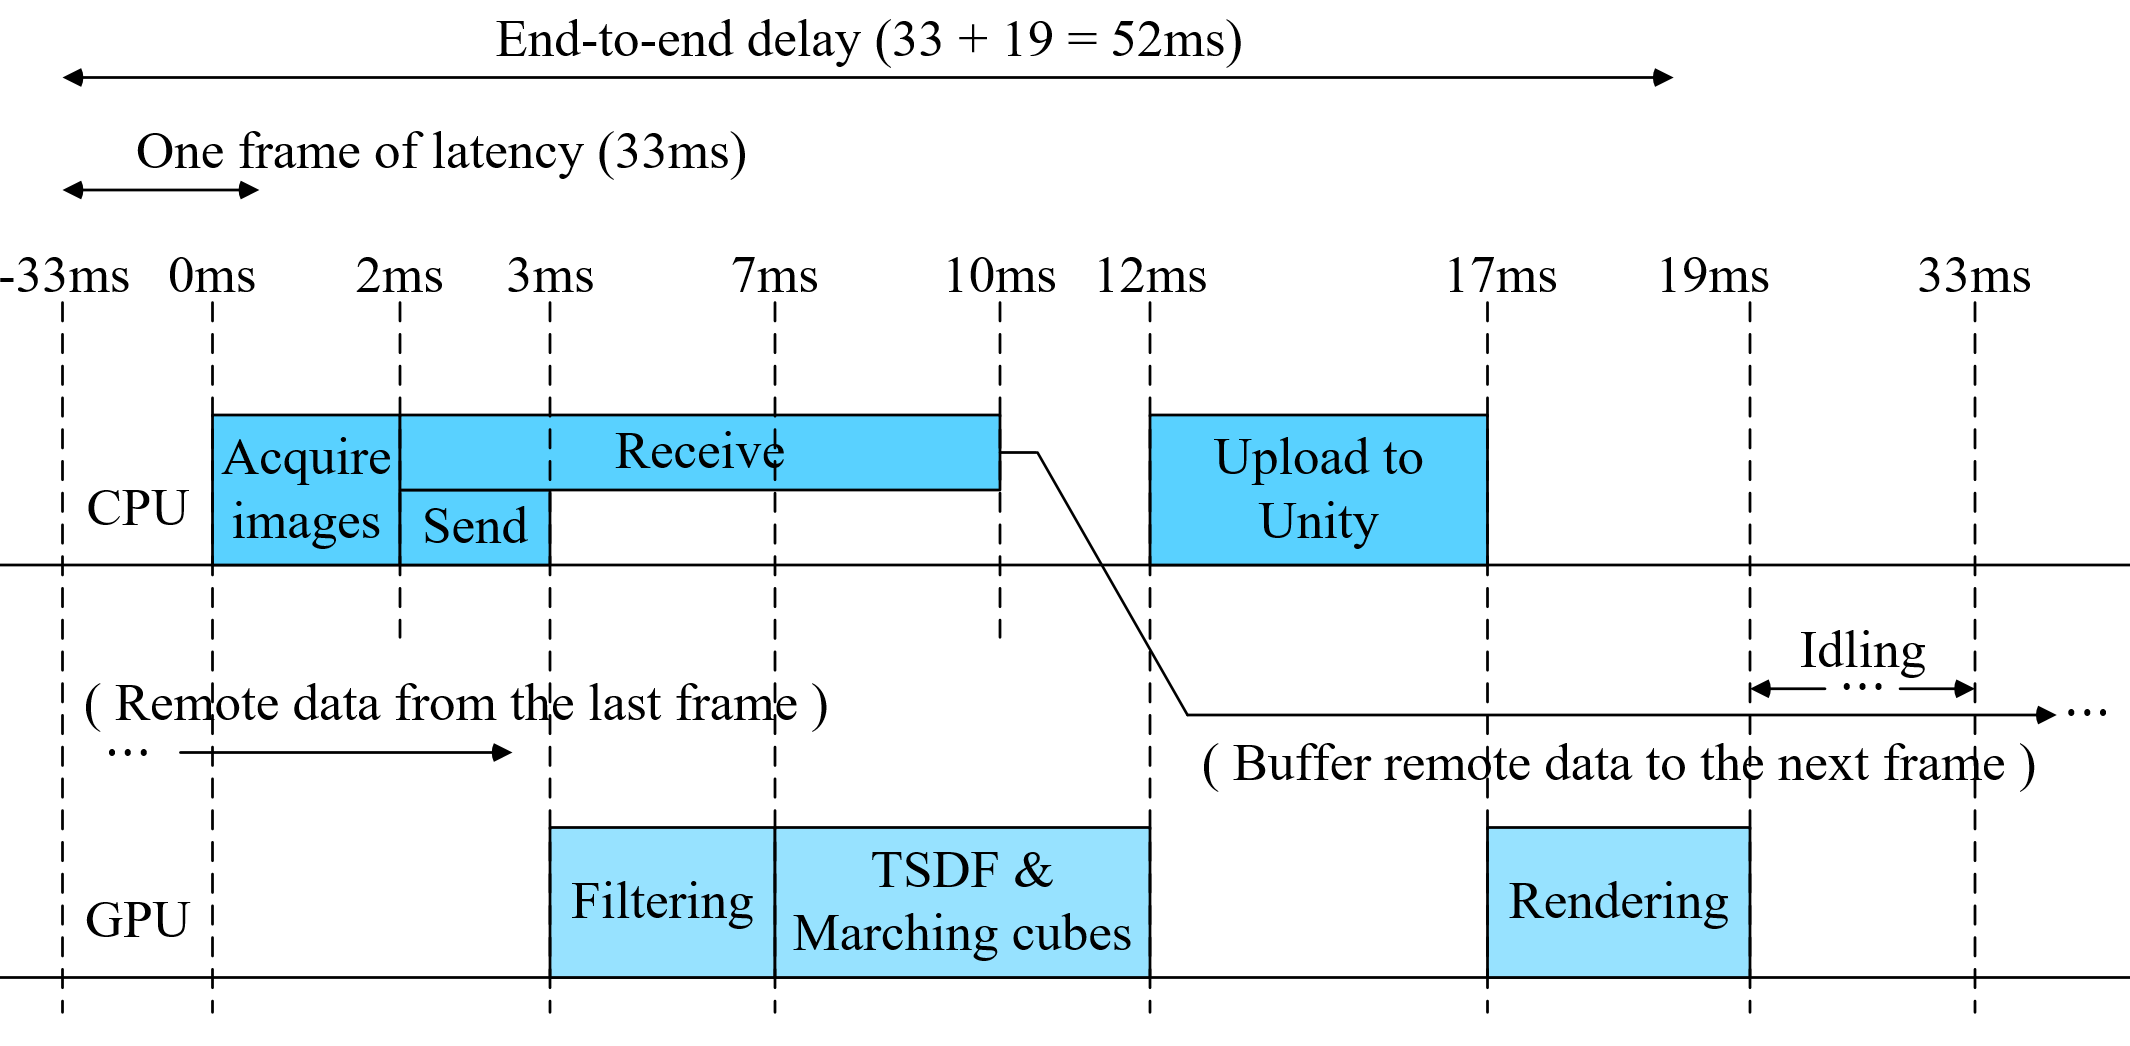 End-to-end delay (33 + 19 = 52ms)
One frame of latency (33ms)
-33ms 0ms 2ms 3ms 7ms 10ms 12ms 17ms 19ms 33ms
CPU
Acquire
images
Receive
Send
Upload to
Unity
Idling
...
( Remote data from the last frame )
...
...
( Buffer remote data to the next frame )
GPU
Filtering
TSDF &
Marching cubes
Rendering